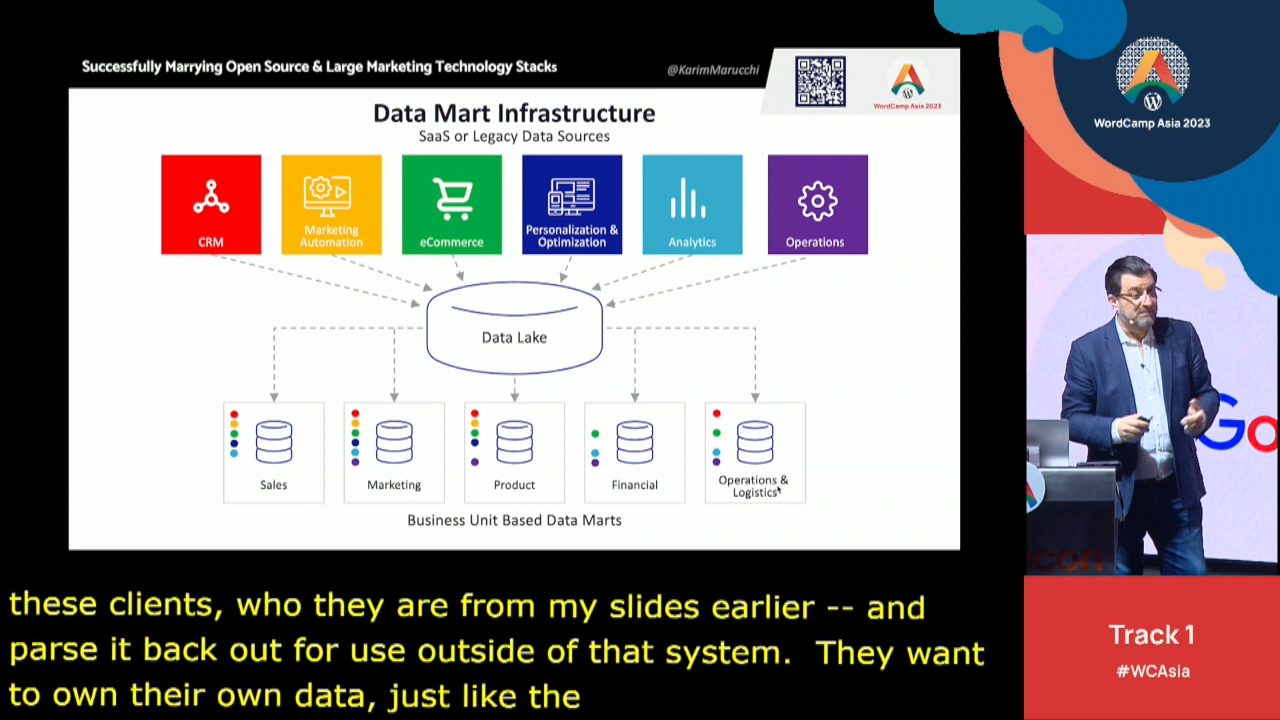 Successfully Marrying Open Source & Large Marketing Technology Stacks
@KarimMarucchi
WordCamp Asia 2023
WordCamp Asia 2023
Data Mart Infrastructure
SaaS or Legacy Data Sources
CRM
Marketing
Automation
eCommerce
Personalization &
Optimization
Analytics
Operations
Data Lake
Sales
Marketing
Product
Financial
Operations &
Logistics
Business Unit Based Data Marts
Go
these clients, who they are from my slides earlier -- and
parse it back out for use outside of that system. They want
to own their own data, just like the
Track 1
#WCAsia